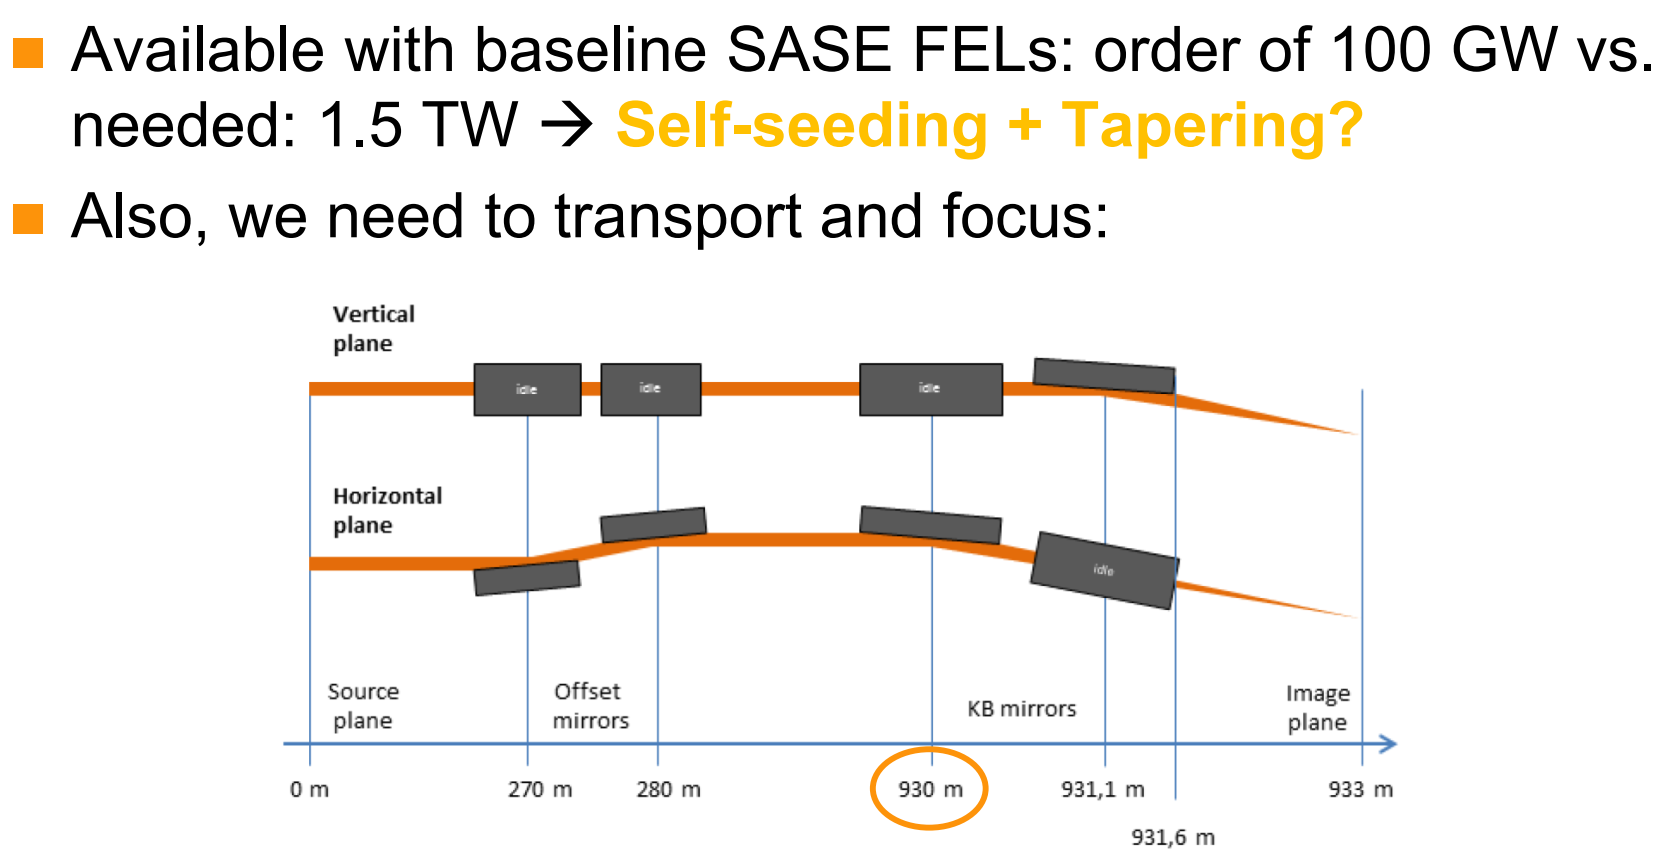 Available with baseline SASE FELs: order of 100 GW vs.
needed: 1.5 TW → Self-seeding + Tapering?
Also, we need to transport and focus:
Vertical
plane
idle
idle
idle
Horizontal
plane
idle
Source
plane
Offset
mirrors
KB mirrors
Image
plane
0 m
270 m
280 m
930 m
931,1 m
933 m
931,6 m